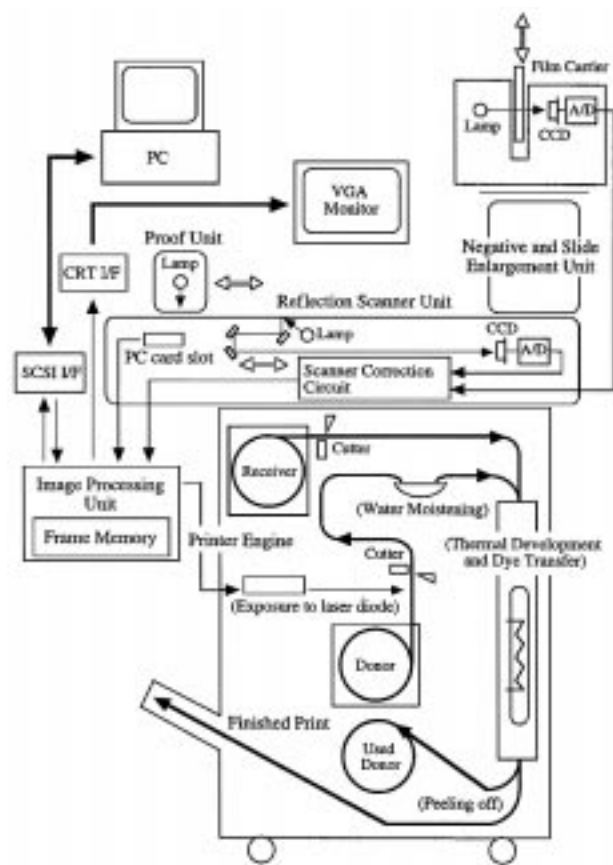 Film Carrier
Lamp
A/D
CCD
PC
VGA
Monitor
Negative and Slide
Enlargement Unit
Proof Unit
Lamp
CRT I/F
Reflection Scanner Unit
Lamp
CCD
A/D
PC card slot
Scanner Correction
Circuit
SCSI I/F
Cutter
Receiver
Image Processing
Unit
Frame Memory
(Water Moistening)
Printer Engine
(Thermal Development
and Dye Transfer)
Cutter
(Exposure to laser diode)
Donor
Finished Print
Used
Donor
(Peeling off)